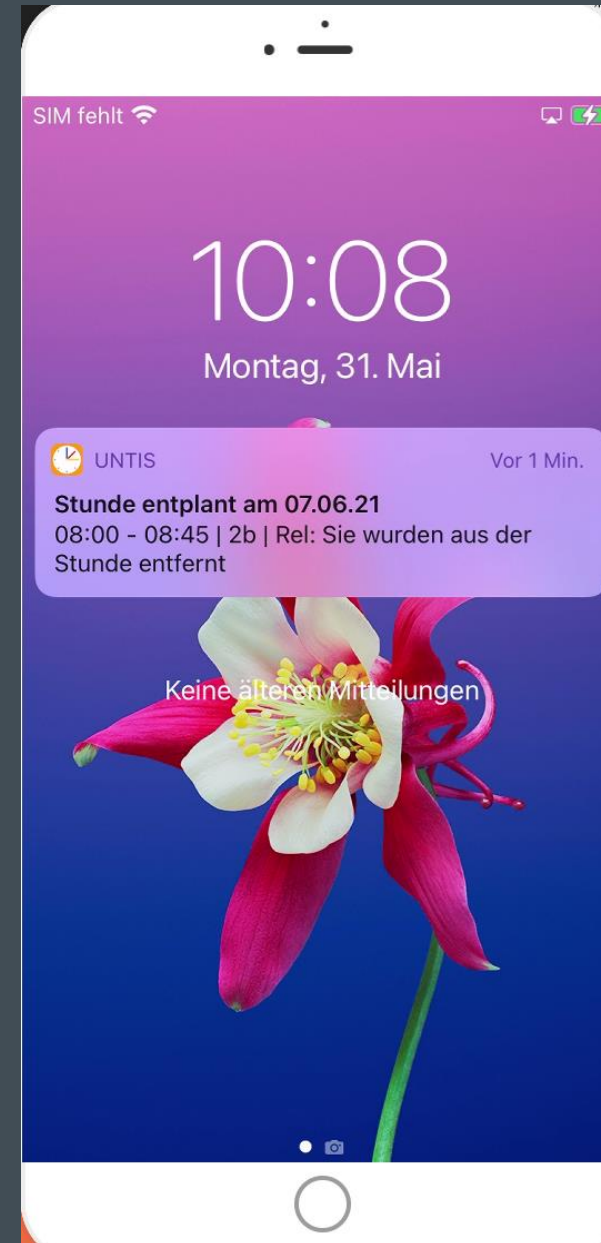 SIM fehlt
10:08
Montag, 31. Mai
UNTIS Vor 1 Min.
Stunde entplant am 07.06.21
08:00 - 08:45 | 2b | Rel: Sie wurden aus der
Stunde entfernt
Keine älteren Mitteilungen